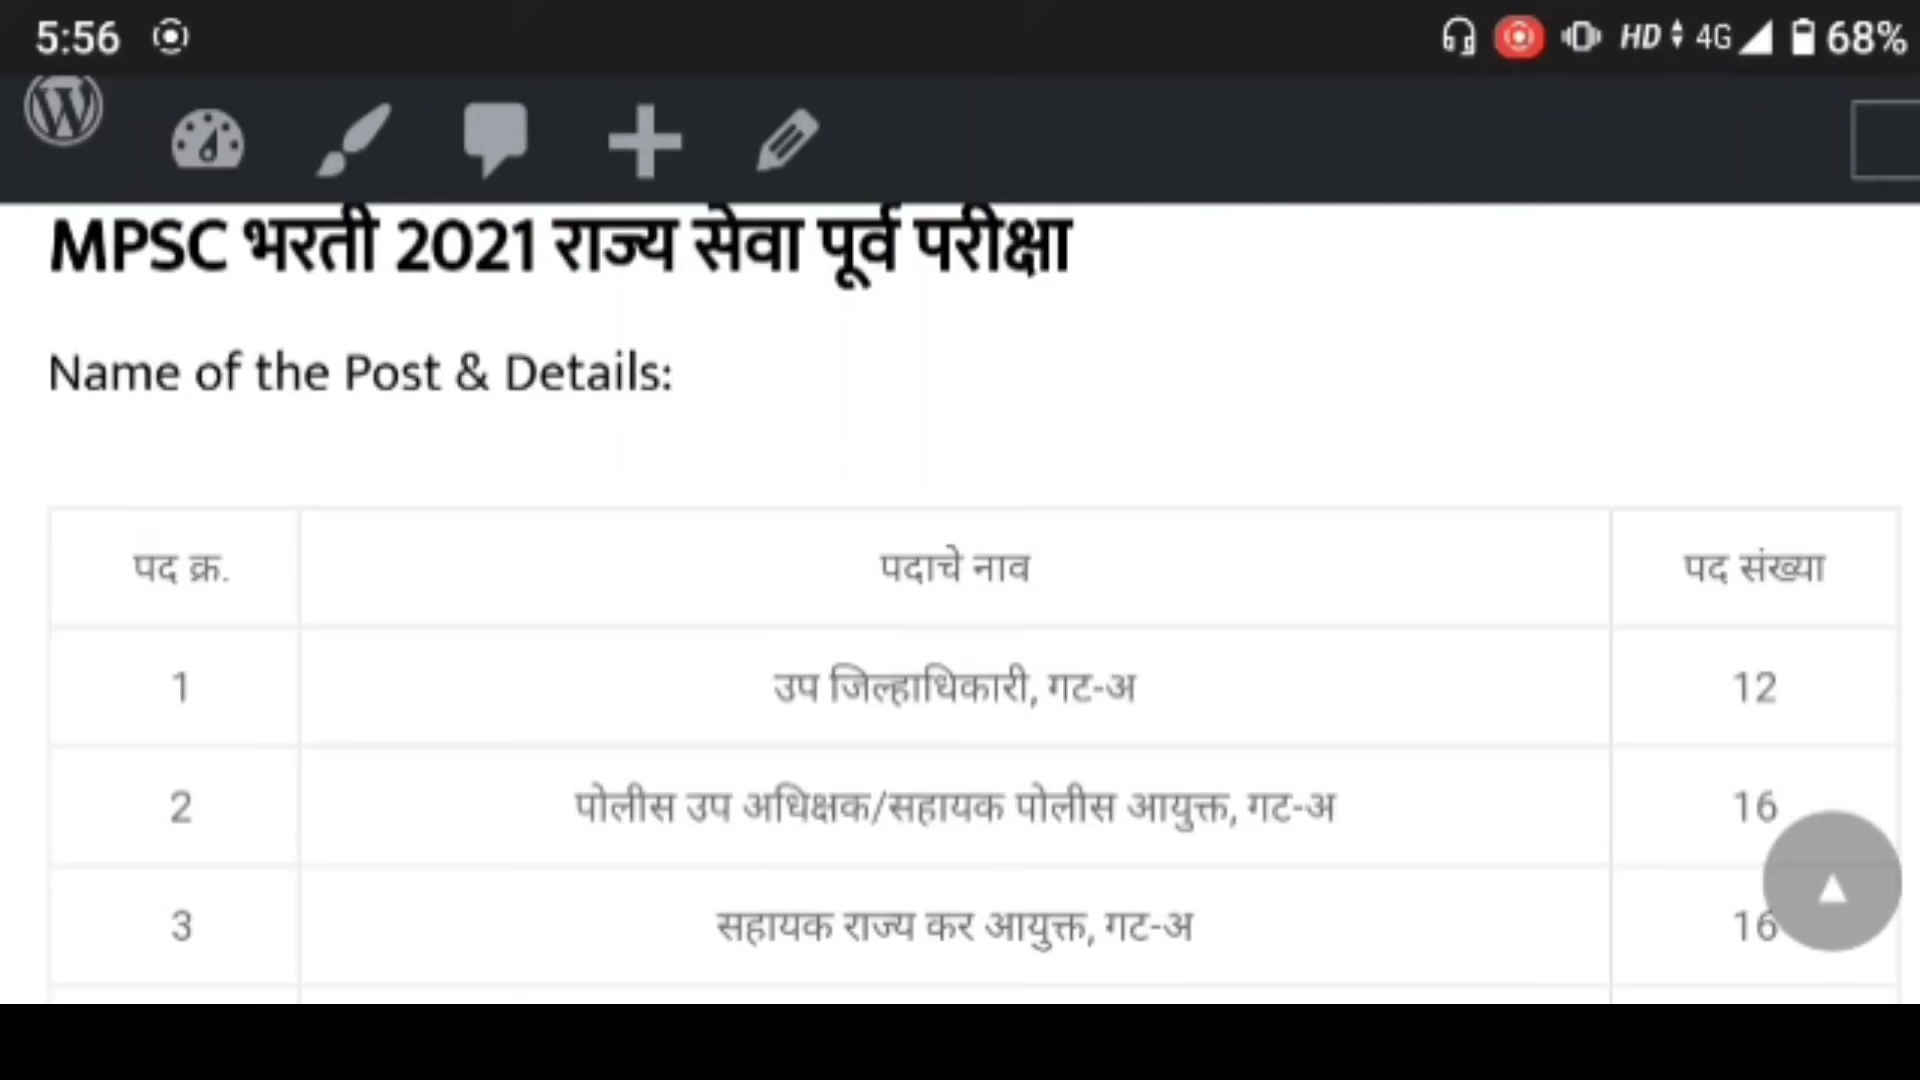 5:56 HD 4G 68%
MPSC भरती 2021 राज्य सेवा पूर्व परीक्षा
Name of the Post & Details:
पद क्र. पदाचे नाव पद संख्या
1 उप जिल्हाधिकारी, गट-अ 12
2 पोलीस उप अधिक्षक/सहायक पोलीस आयुक्त, गट-अ 16
3 सहायक राज्य कर आयुक्त, गट-अ 16